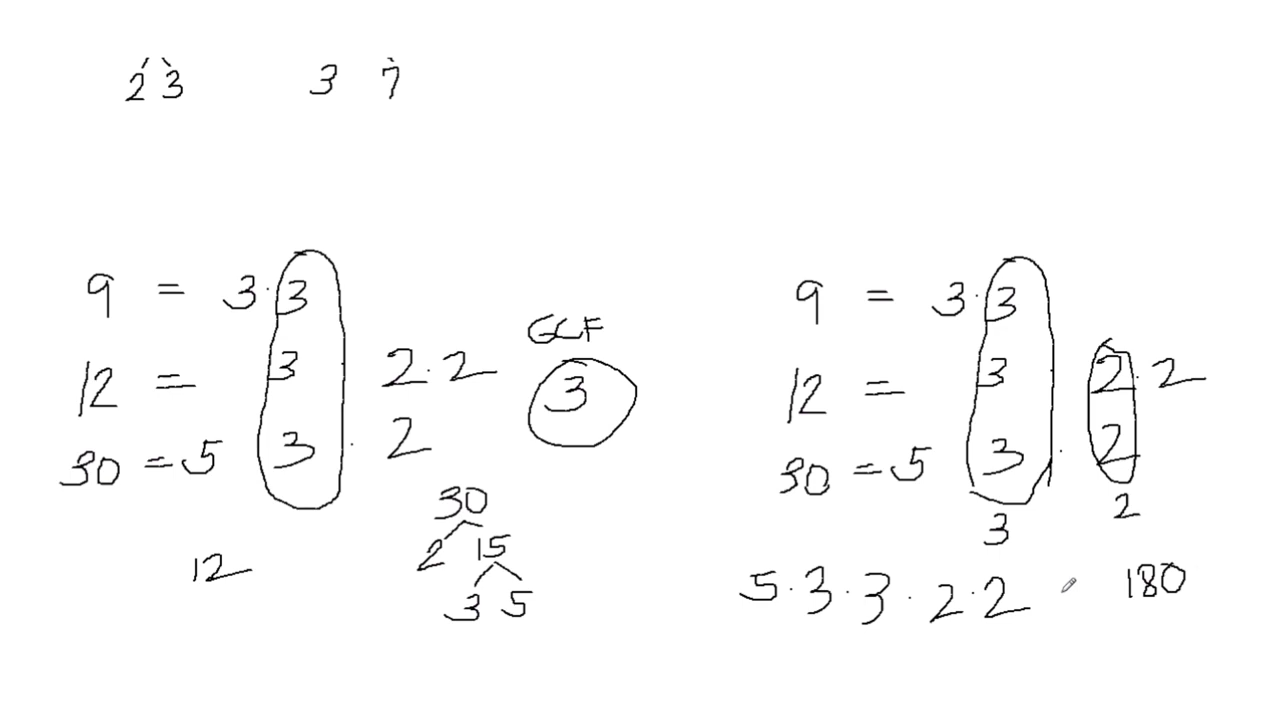 2 3 3 7
9 = 3·3
12 = 3 2·2
30 = 5 3 · 2
GCF
3
30
2 15
3 5
12
9 = 3·3
12 = 3 2·2
30 = 5 3 · 2
3 2
5·3·3·2·2 180